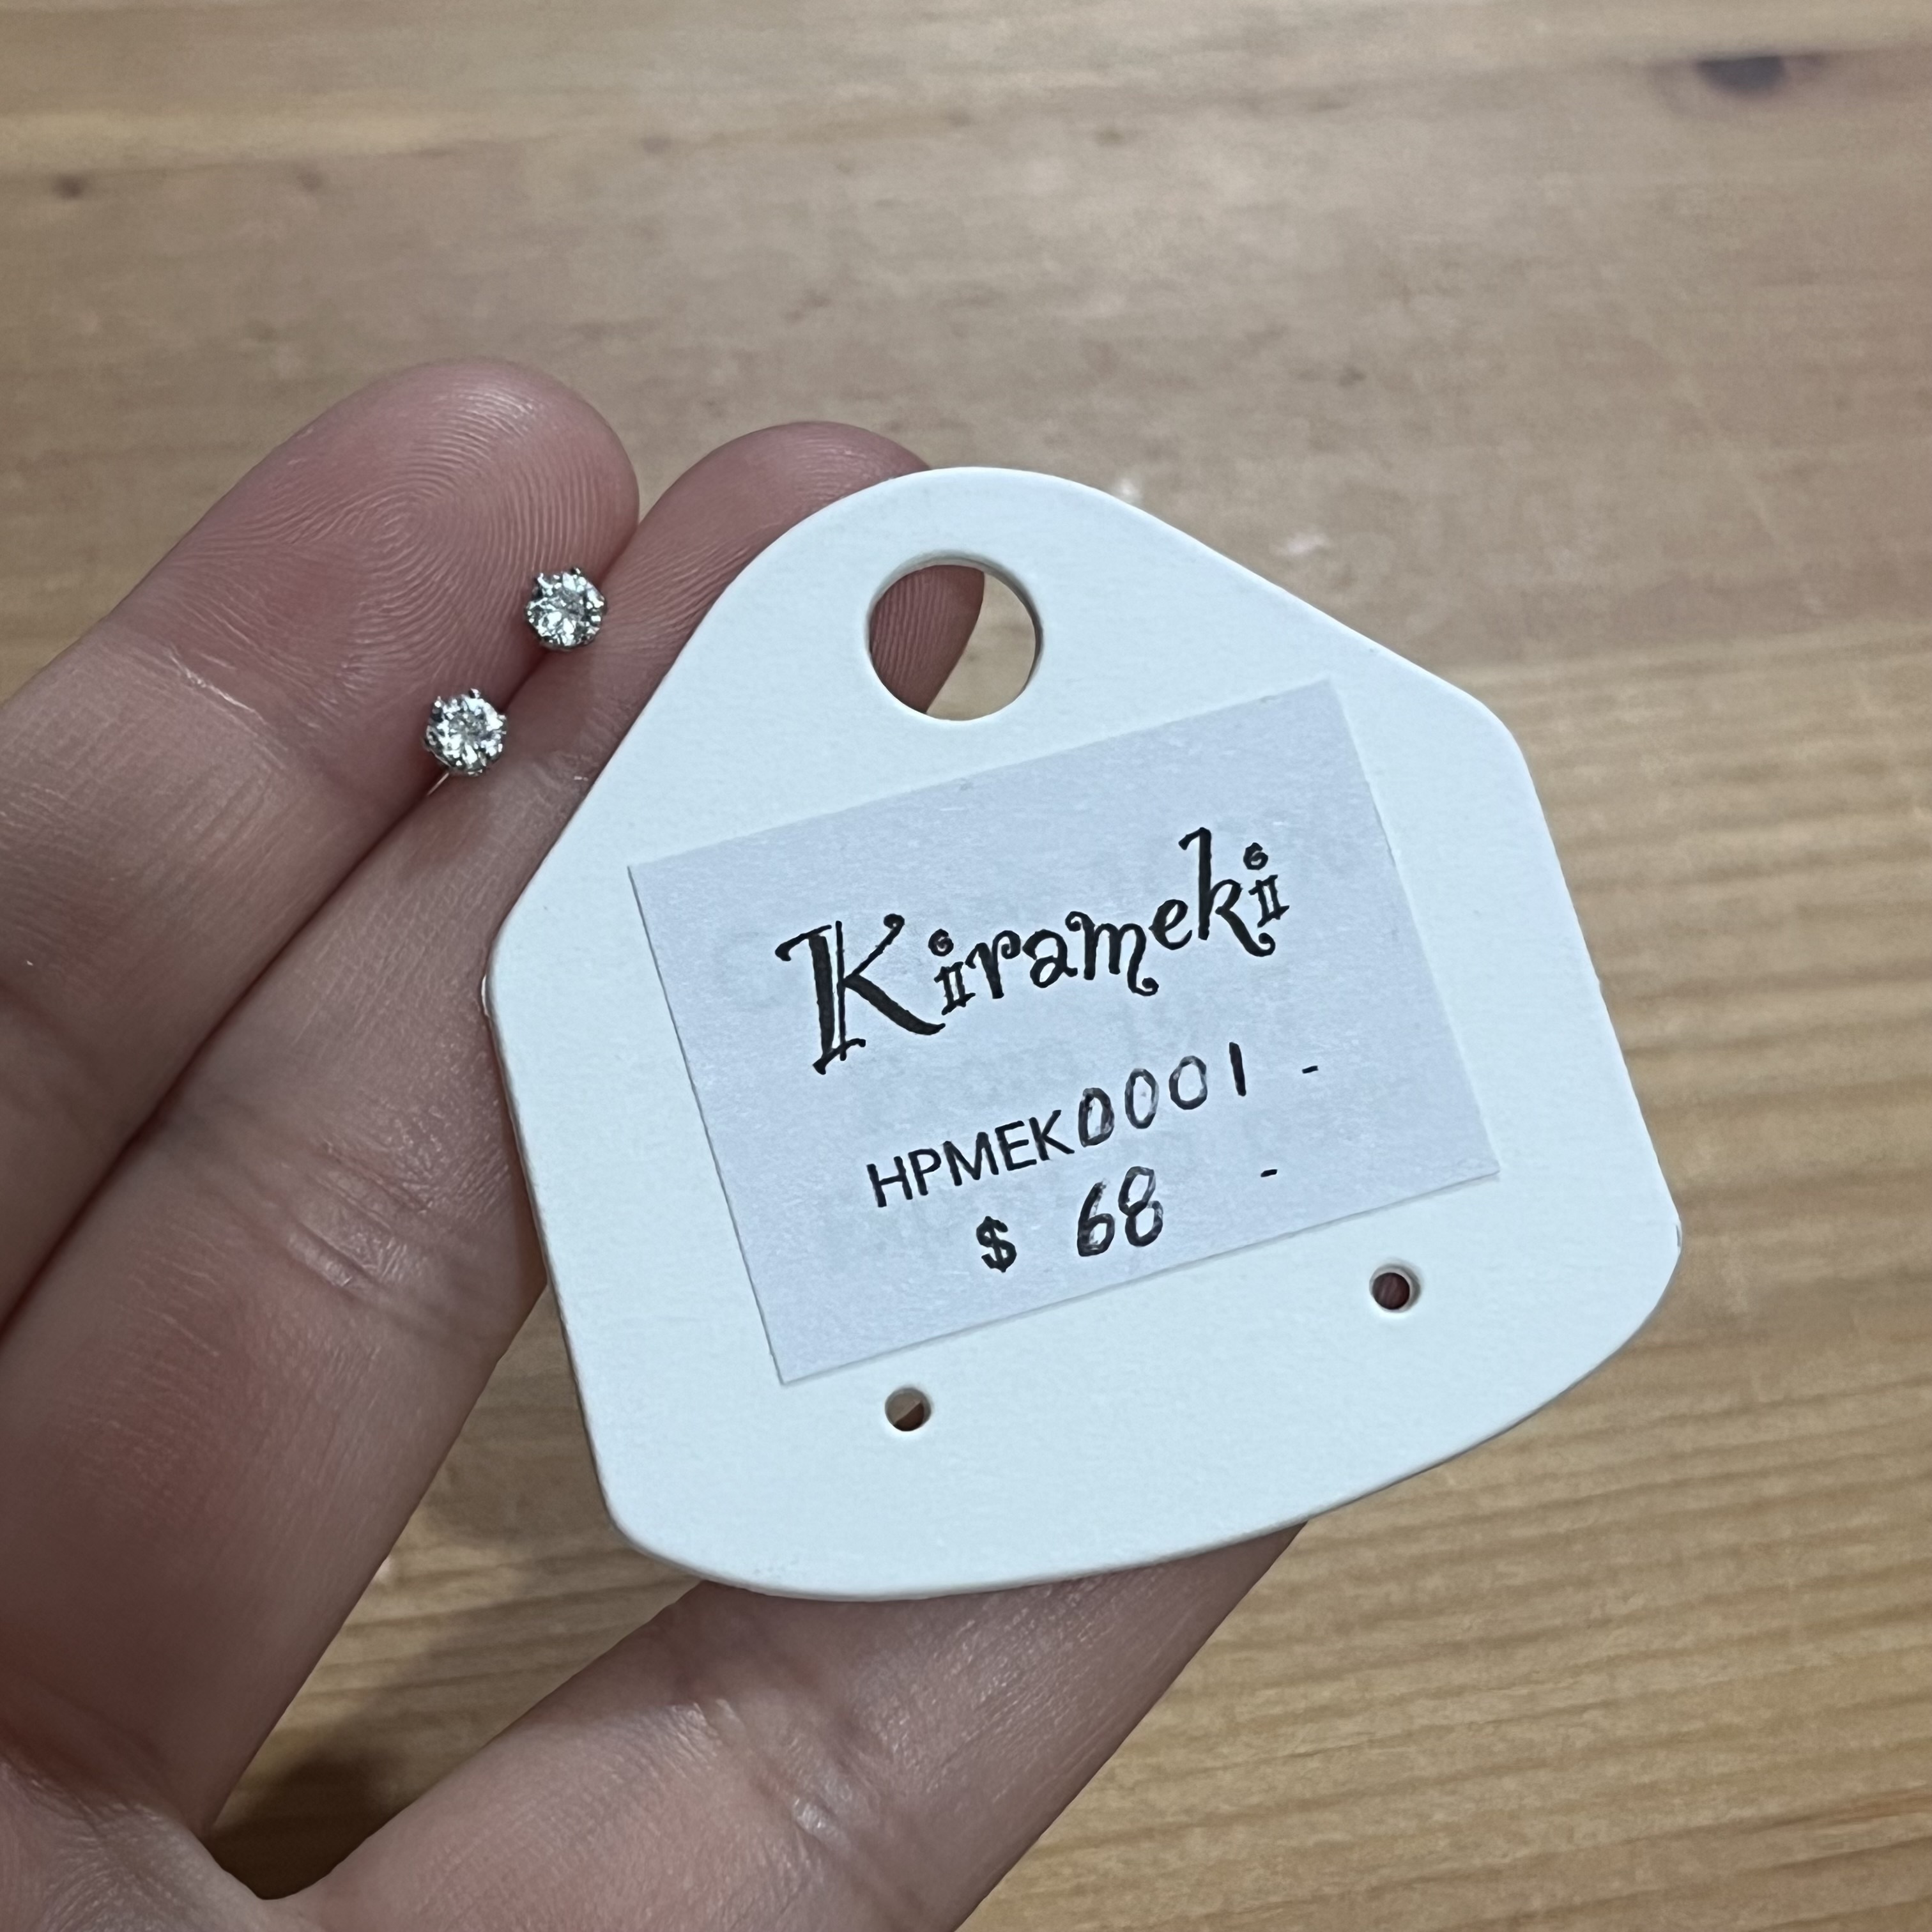 Kirameki
HPMEK0001 -
$ 68 -